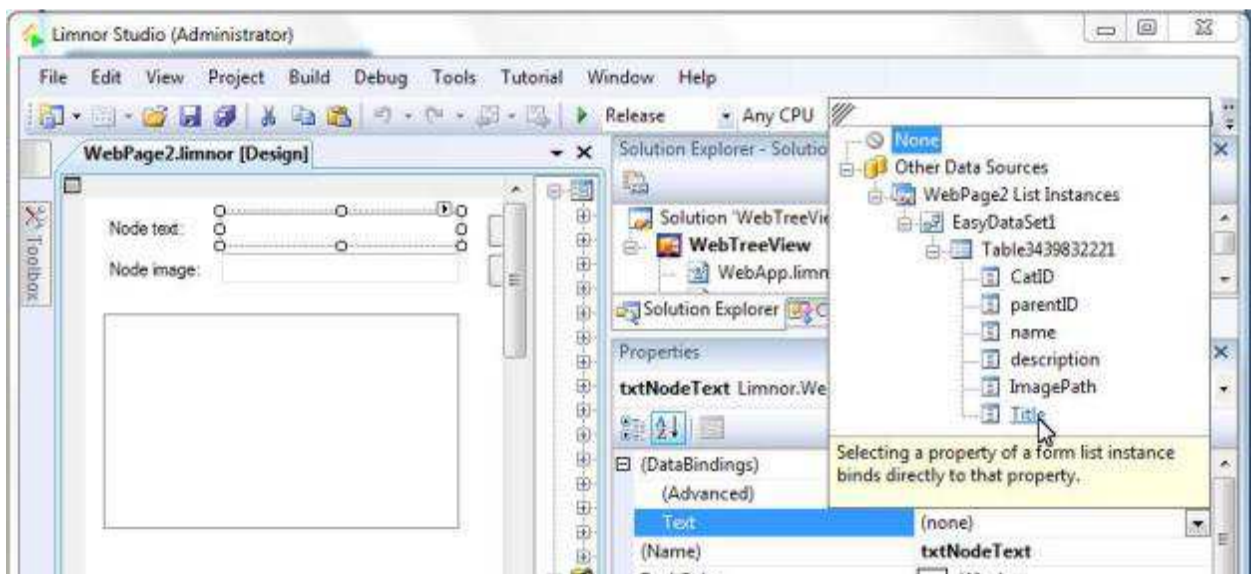 Limnor Studio (Administrator)
File Edit View Project Build Debug Tools Tutorial Window Help
Release Any CPU
WebPage2.limnor [Design]
Toolbox
Node text:
Node image:
Solution Explorer - Solutio
Solution 'WebTreeVie
WebTreeView
WebApp.limn
Solution Explorer
Properties
txtNodeText Limnor.We
(DataBindings)
(Advanced)
Text (none)
(Name) txtNodeText
None
Other Data Sources
WebPage2 List Instances
EasyDataSet1
Table3439832221
CatID
parentID
name
description
ImagePath
Title
Selecting a property of a form list instance
binds directly to that property.